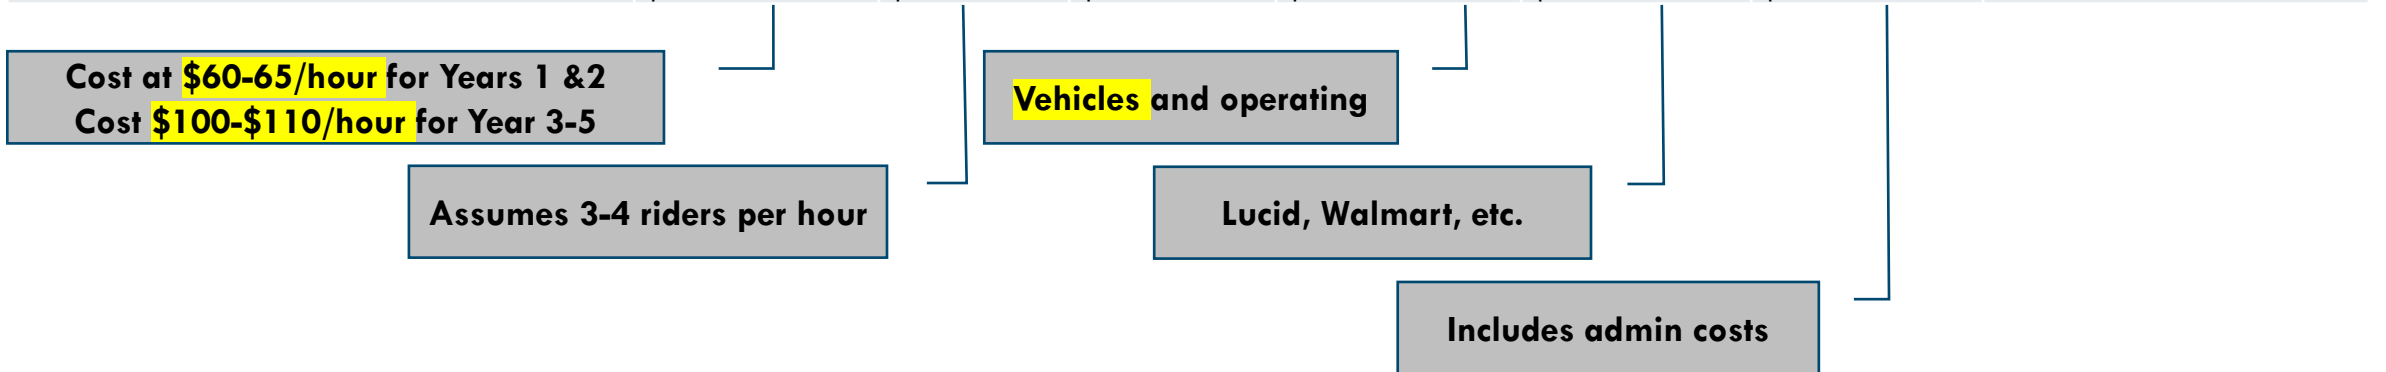 Cost at $60-65/hour for Years 1 &2
Cost $100-$110/hour for Year 3-5
Vehicles and operating
Assumes 3-4 riders per hour
Lucid, Walmart, etc.
Includes admin costs